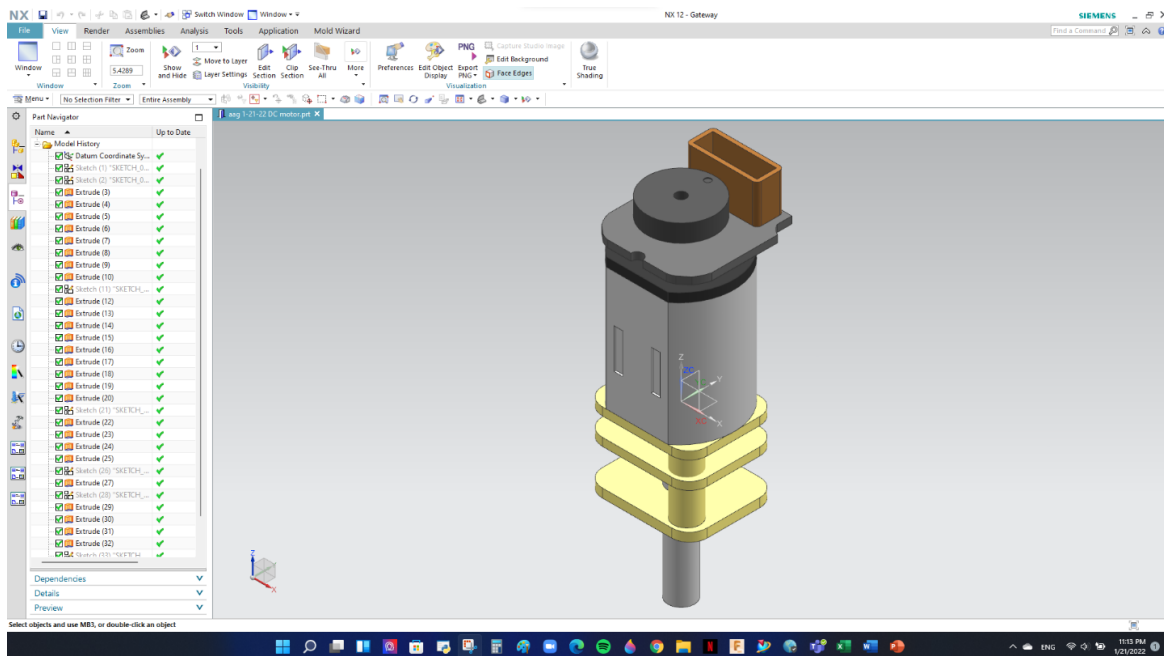 NX
Switch Window
Window
NX 12 - Gateway
SIEMENS
File
View
Render
Assemblies
Analysis
Tools
Application
Mold Wizard
Find a Command
Window
Zoom
5.4289
Show and Hide
1
Move to Layer
Layer Settings
Edit Section
Clip Section
See-Thru All
More
Preferences
Edit Object Display
PNG
Export PNG
Capture Studio Image
Edit Background
Face Edges
True Shading
Window
Zoom
Visibility
Visualization
Menu
No Selection Filter
Entire Assembly
Part Navigator
aeg 1-21-22 DC motor.prt
Name
Up to Date
Model History
Datum Coordinate Sy...
Sketch (1) "SKETCH_0...
Sketch (2) "SKETCH_0...
Extrude (3)
Extrude (4)
Extrude (5)
Extrude (6)
Extrude (7)
Extrude (8)
Extrude (9)
Extrude (10)
Sketch (11) "SKETCH_...
Extrude (12)
Extrude (13)
Extrude (14)
Extrude (15)
Extrude (16)
Extrude (17)
Extrude (18)
Extrude (19)
Extrude (20)
Sketch (21) "SKETCH_...
Extrude (22)
Extrude (23)
Extrude (24)
Extrude (25)
Sketch (26) "SKETCH_...
Extrude (27)
Sketch (28) "SKETCH_...
Extrude (29)
Extrude (30)
Extrude (31)
Extrude (32)
Sketch (33) "SKETCH
Dependencies
Details
Preview
Z
ZC
Y
XC
X
Z
X
Select objects and use MB3, or double-click an object
ENG
11:13 PM
1/21/2022